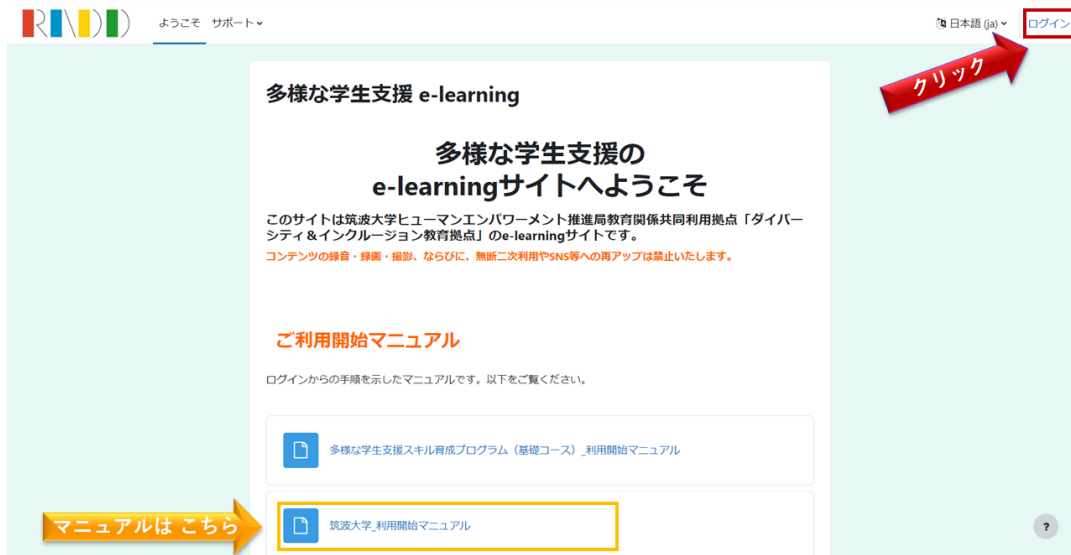 RINDD
ようこそ サポート
日本語 (ja)
ログイン
クリック
多様な学生支援 e-learning
多様な学生支援の
e-learningサイトへようこそ
このサイトは筑波大学ヒューマンエンパワーメント推進局教育関係共同利用拠点「ダイバー
シティ＆インクルージョン教育拠点」のe-learningサイトです。
コンテンツの録音・録画・撮影、ならびに、無断二次利用やSNS等への再アップは禁止いたします。
ご利用開始マニュアル
ログインからの手順を示したマニュアルです。以下をご覧ください。
多様な学生支援スキル育成プログラム（基礎コース）_利用開始マニュアル
マニュアルは こちら
筑波大学_利用開始マニュアル
?